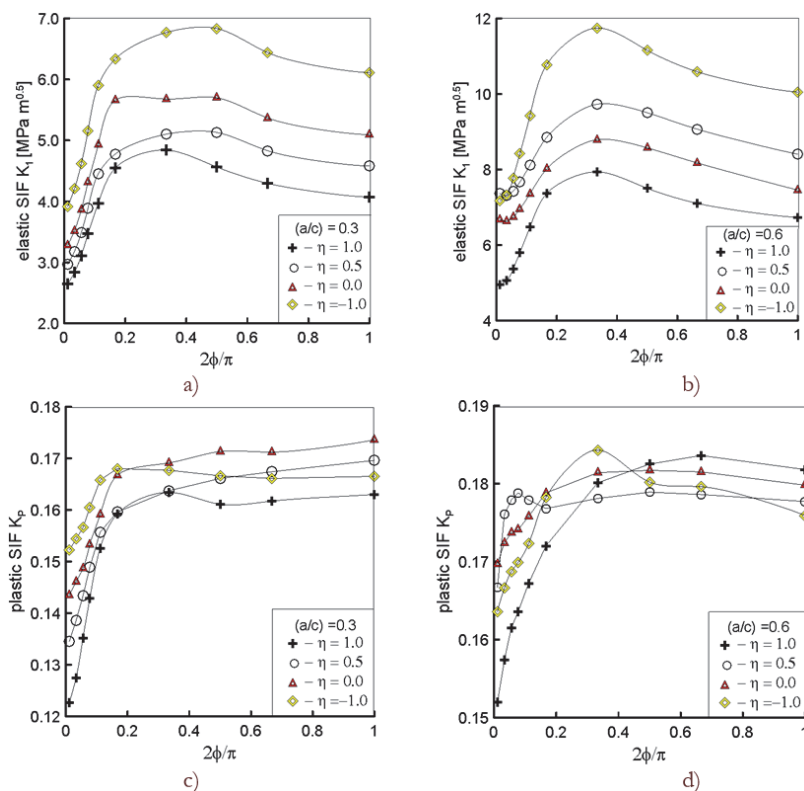 7.0
6.0
5.0
4.0
3.0
2.0
elastic SIF K₁ [MPa m⁰·⁵]
(a/c) = 0.3
– η = 1.0
– η = 0.5
– η = 0.0
– η = –1.0
0 0.2 0.4 0.6 0.8 1
2ϕ/π
a)
12
10
8
6
4
elastic SIF K₁ [MPa m⁰·⁵]
(a/c) =0.6
– η = 1.0
– η = 0.5
– η = 0.0
– η =–1.0
0 0.2 0.4 0.6 0.8 1
2ϕ/π
b)
0.18
0.17
0.16
0.15
0.14
0.13
0.12
plastic SIF Kₚ
(a/c) =0.3
– η = 1.0
– η = 0.5
– η = 0.0
– η =–1.0
0 0.2 0.4 0.6 0.8 1
2ϕ/π
c)
0.19
0.18
0.17
0.16
0.15
plastic SIF Kₚ
(a/c) =0.6
– η = 1.0
– η = 0.5
– η = 0.0
– η =–1.0
0 0.2 0.4 0.6 0.8 1
2ϕ/π
d)